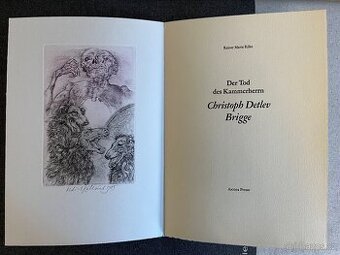 Rainer Maria Rilke
Der Tod
des Kammerherrn
Christoph Detlev
Brigge